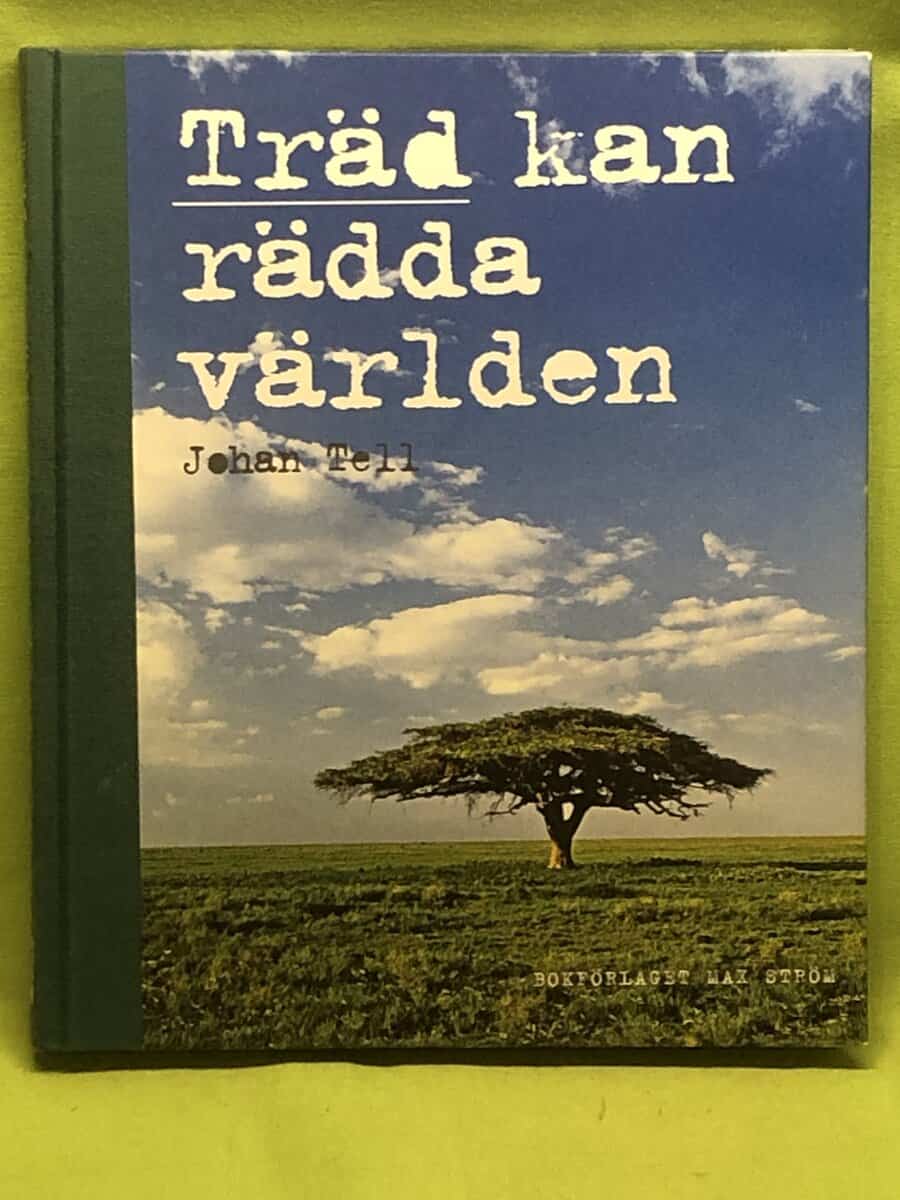 Träd kan
rädda
världen
Johan Tell
BOKFÖRLAGET MAX STRÖM